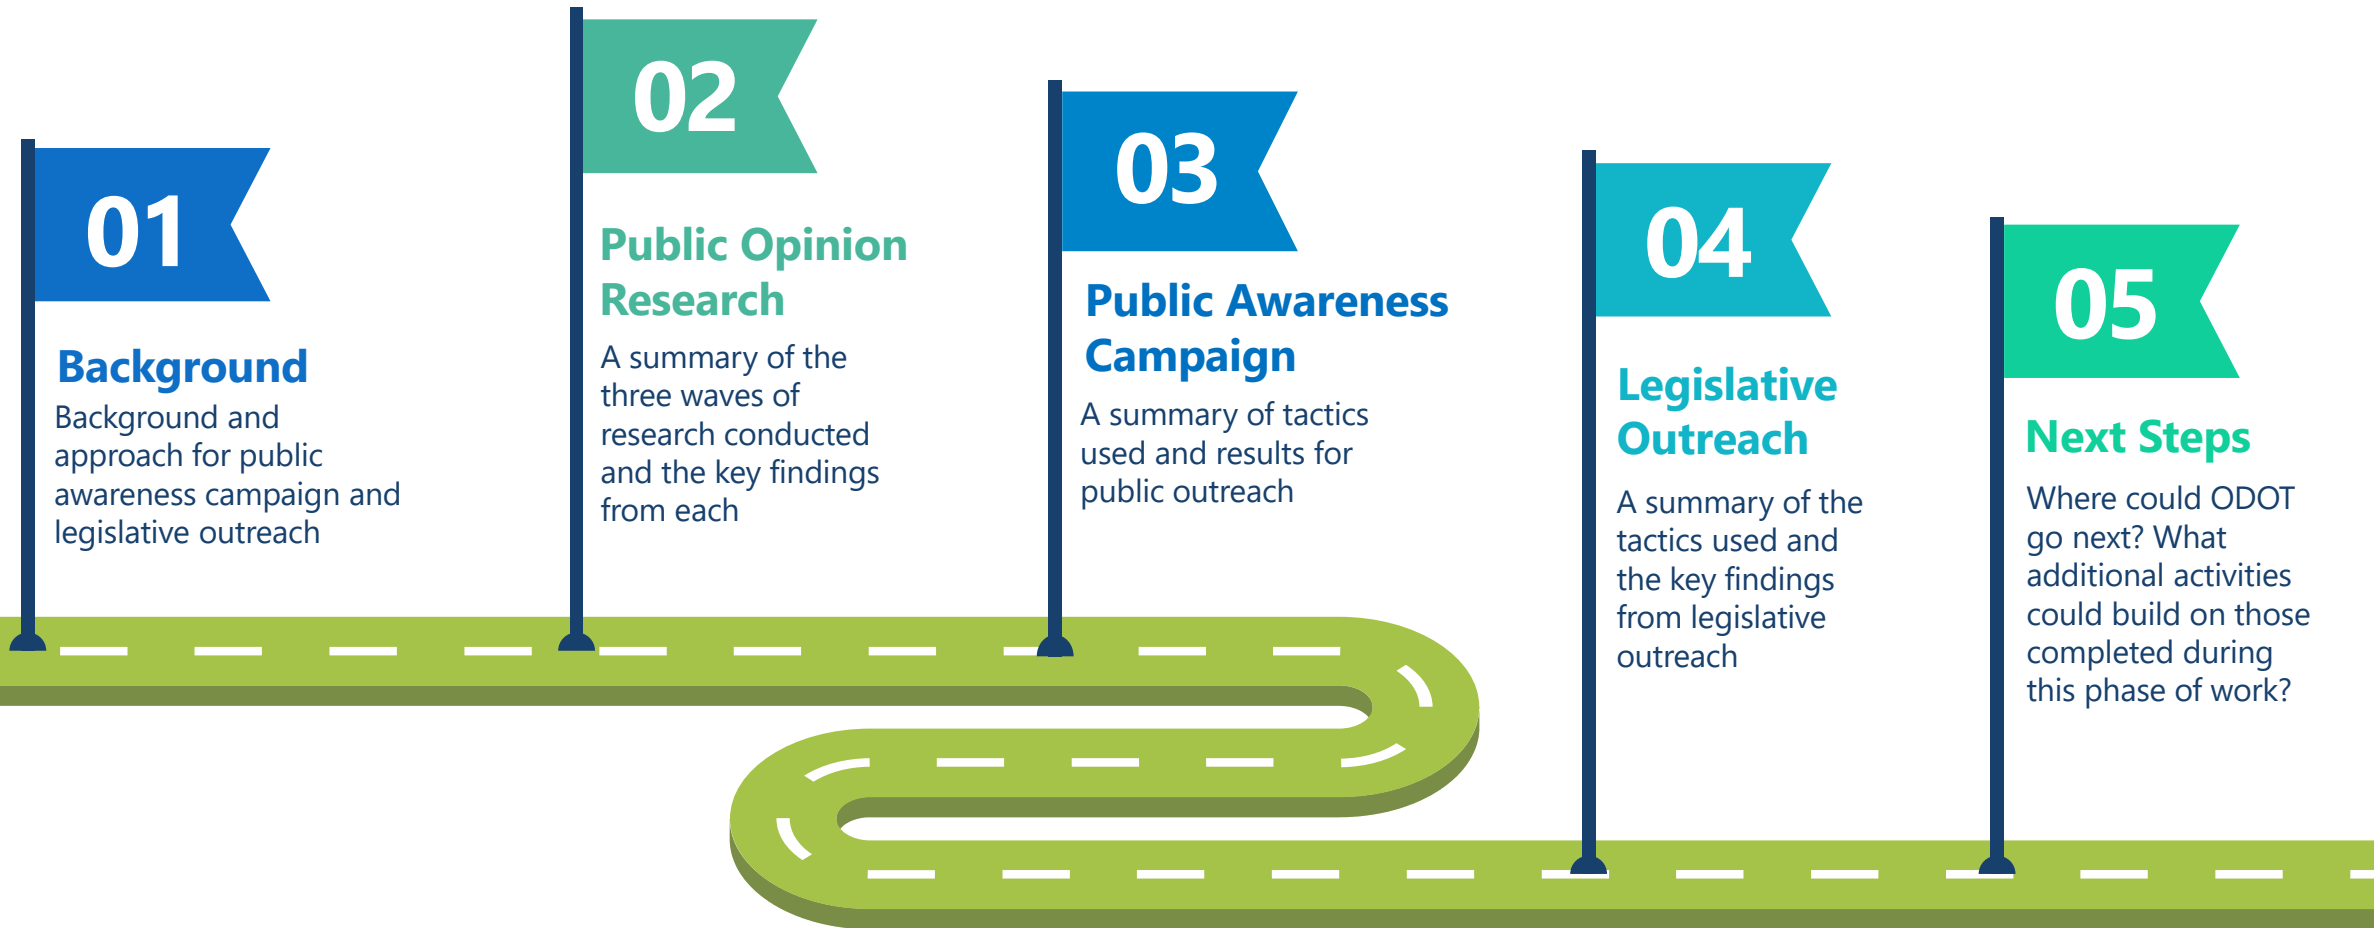 01
Background
Background and
approach for public
awareness campaign and
legislative outreach
02
Public Opinion
Research
A summary of the
three waves of
research conducted
and the key findings
from each
03
Public Awareness
Campaign
A summary of tactics
used and results for
public outreach
04
Legislative
Outreach
A summary of the
tactics used and
the key findings
from legislative
outreach
05
Next Steps
Where could ODOT
go next? What
additional activities
could build on those
completed during
this phase of work?